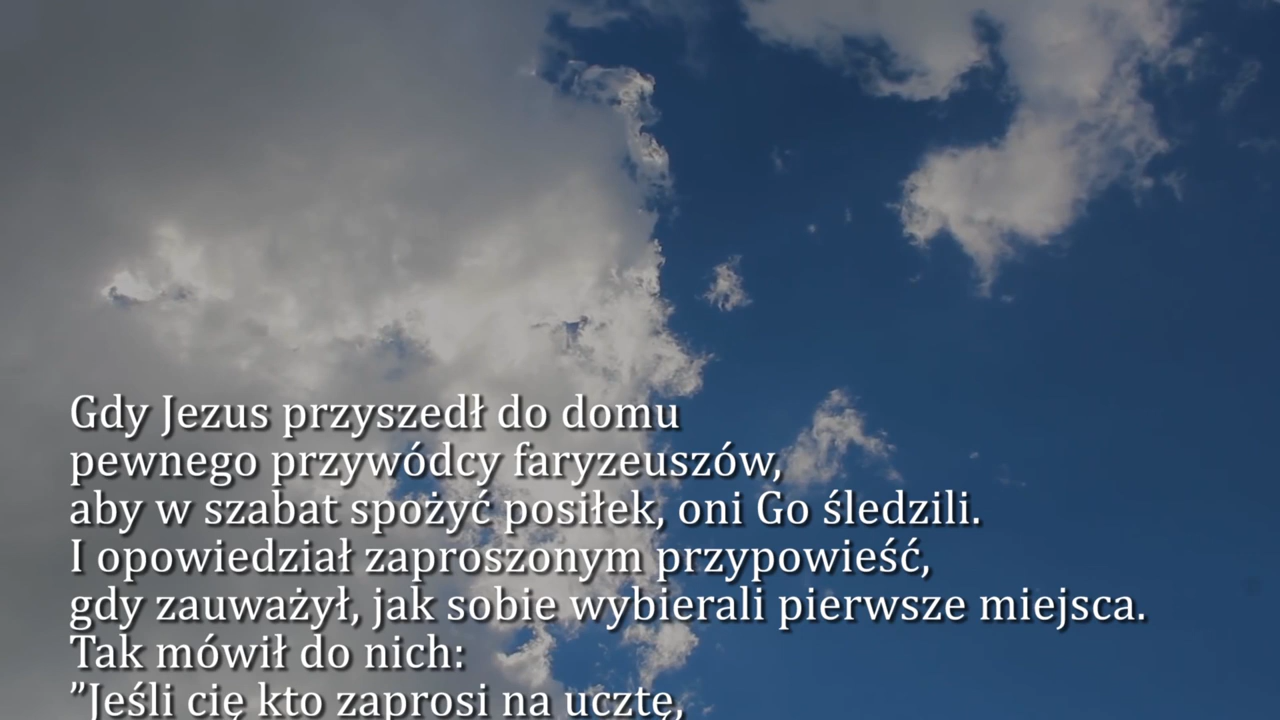 Gdy Jezus przyszedł do domu
pewnego przywódcy faryzeuszów,
aby w szabat spożyć posiłek, oni Go śledzili.
I opowiedział zaproszonym przypowieść,
gdy zauważył, jak sobie wybierali pierwsze miejsca.
Tak mówił do nich:
”Jeśli cię kto zaprosi na ucztę,